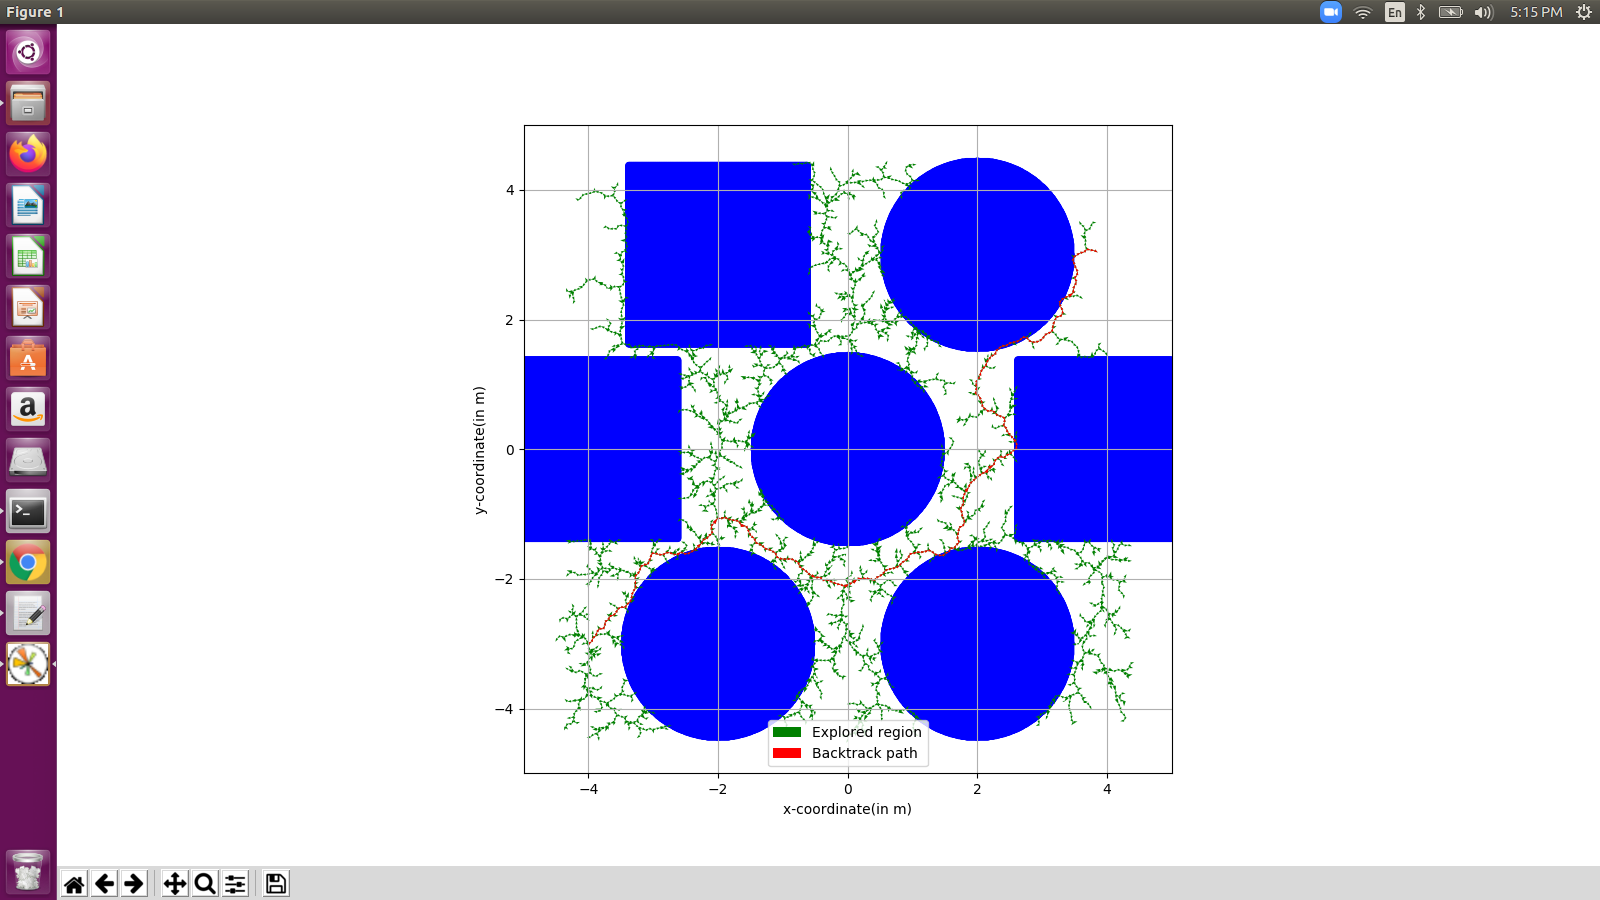 Figure 1
En
5:15 PM
4
2
0
−2
−4
y-coordinate(in m)
Explored region
Backtrack path
−4
−2
0
2
4
x-coordinate(in m)